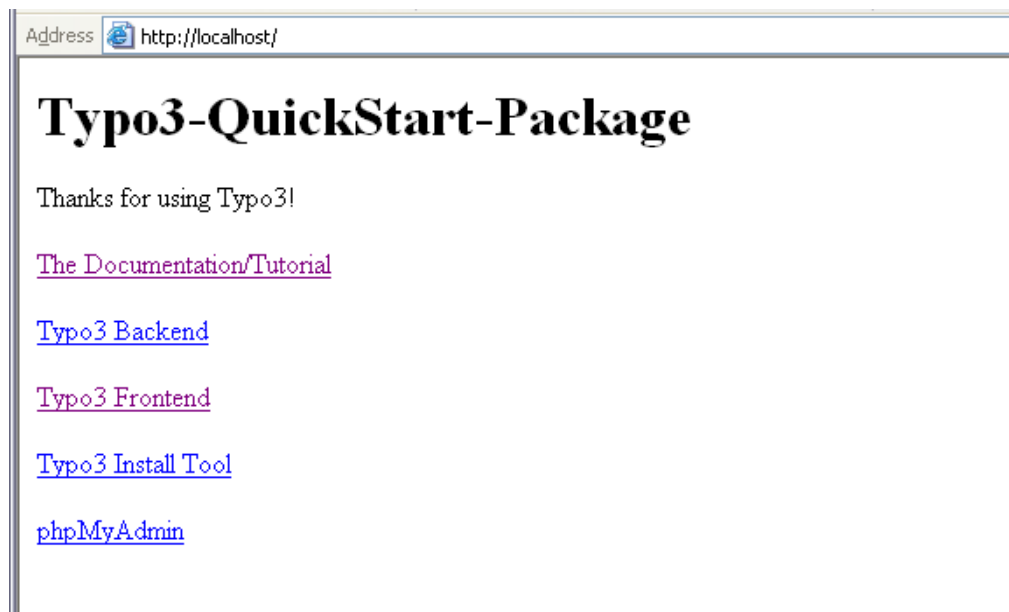 Address http://localhost/
Typo3-QuickStart-Package
Thanks for using Typo3!
The Documentation/Tutorial
Typo3 Backend
Typo3 Frontend
Typo3 Install Tool
phpMyAdmin